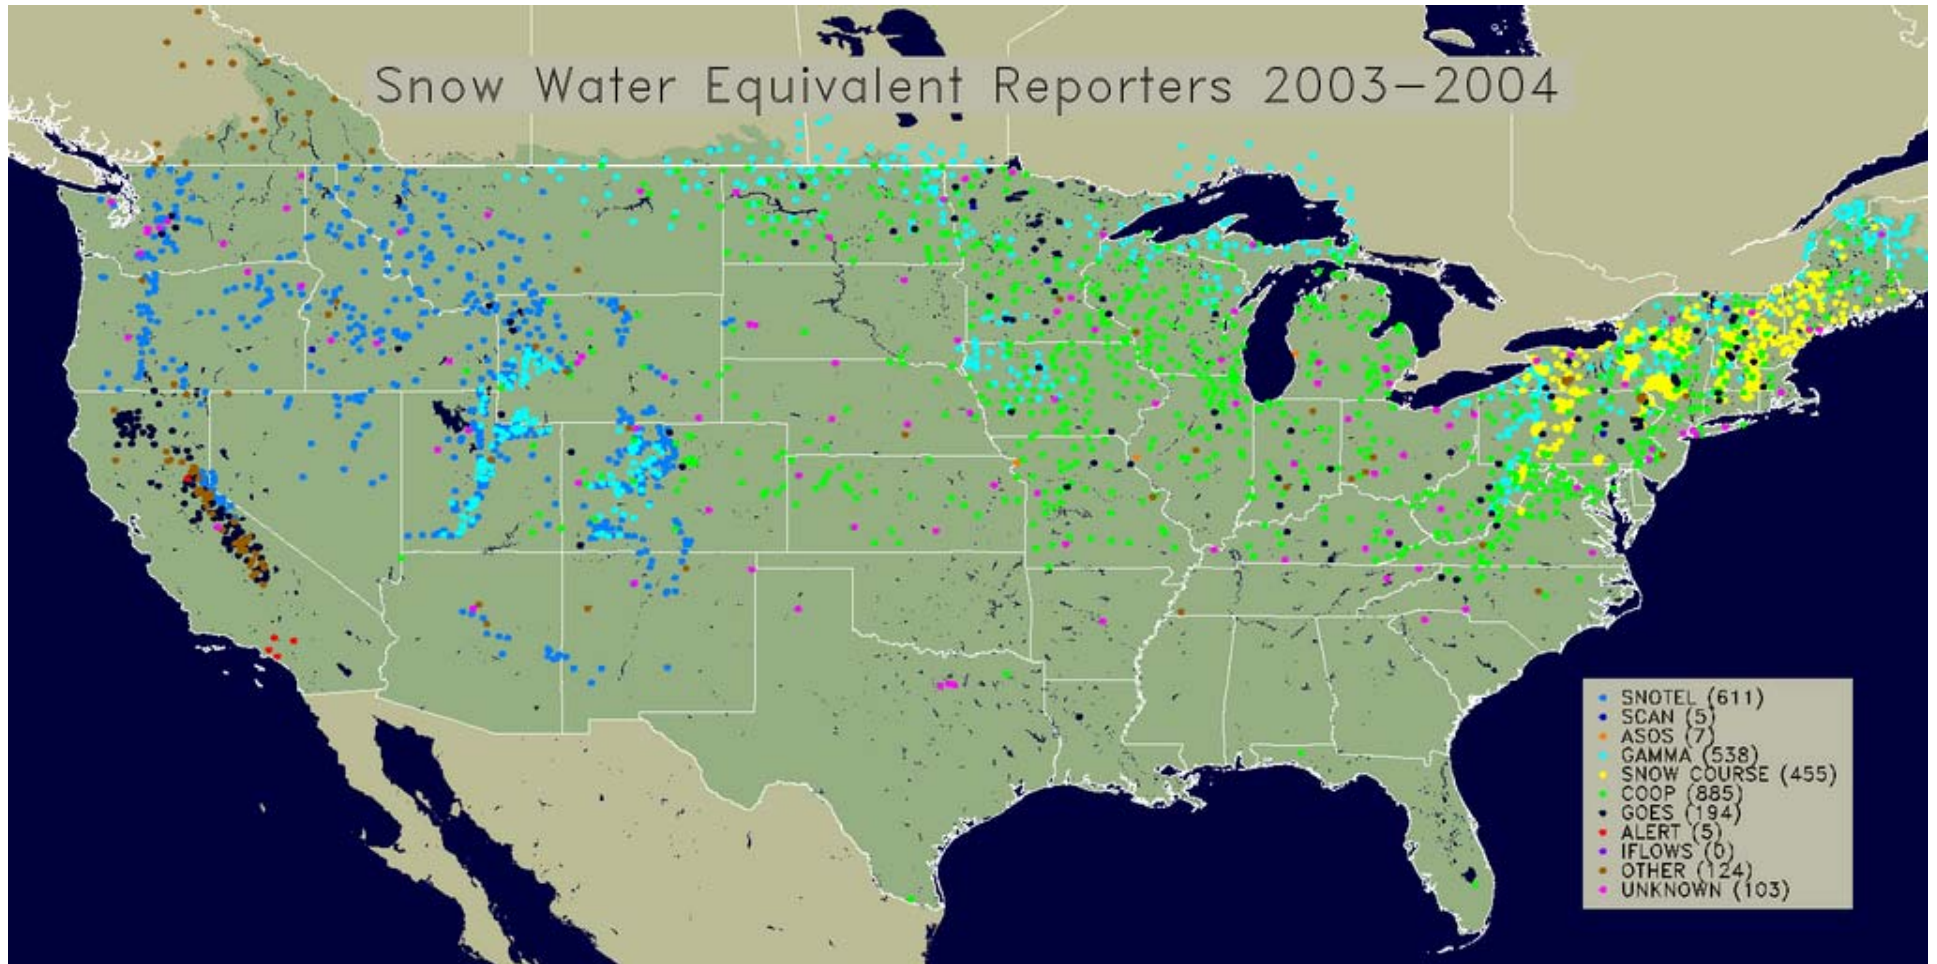 Snow Water Equivalent Reporters 2003-2004
SNOTEL (611)
SCAN (5)
ASOS (7)
GAMMA (538)
SNOW COURSE (455)
COOP (885)
GOES (194)
ALERT (5)
IFLOWS (0)
OTHER (124)
UNKNOWN (103)